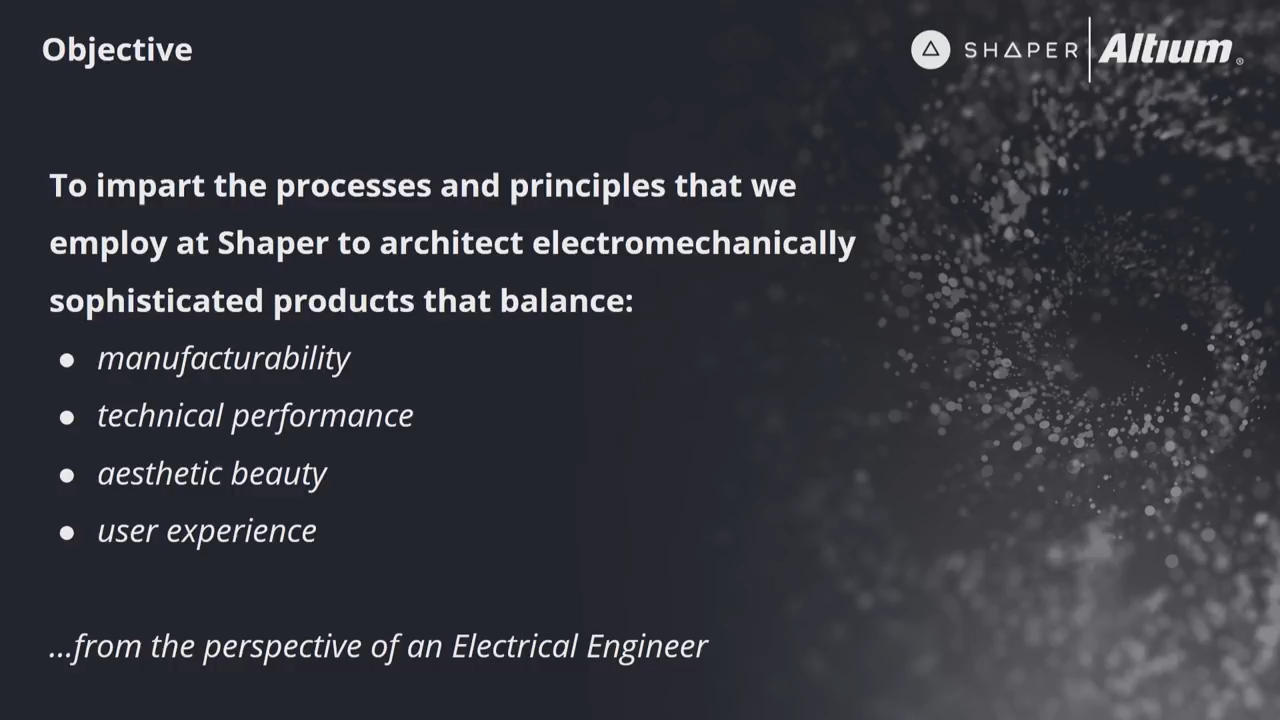 Objective
SHAPER | Altium®
To impart the processes and principles that we
employ at Shaper to architect electromechanically
sophisticated products that balance:
● manufacturability
● technical performance
● aesthetic beauty
● user experience
...from the perspective of an Electrical Engineer